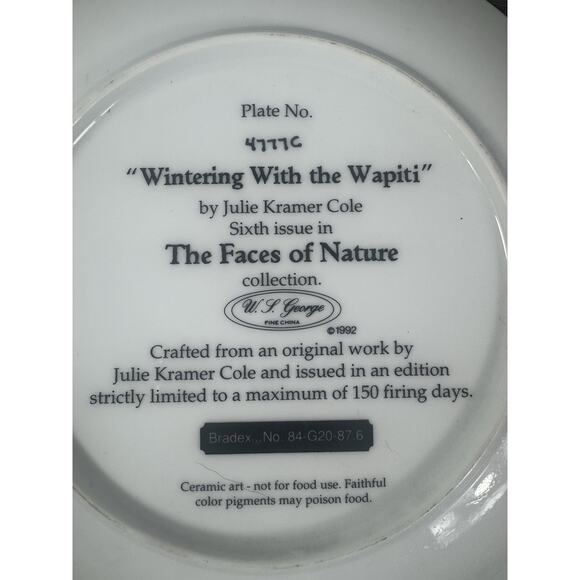 Plate No.
4777C
"Wintering With the Wapiti"
by Julie Kramer Cole
Sixth issue in
The Faces of Nature
collection.
W. S. George
FINE CHINA
©1992
Crafted from an original work by
Julie Kramer Cole and issued in an edition
strictly limited to a maximum of 150 firing days.
Bradex No. 84-G20-87.6
Ceramic art - not for food use. Faithful
color pigments may poison food.